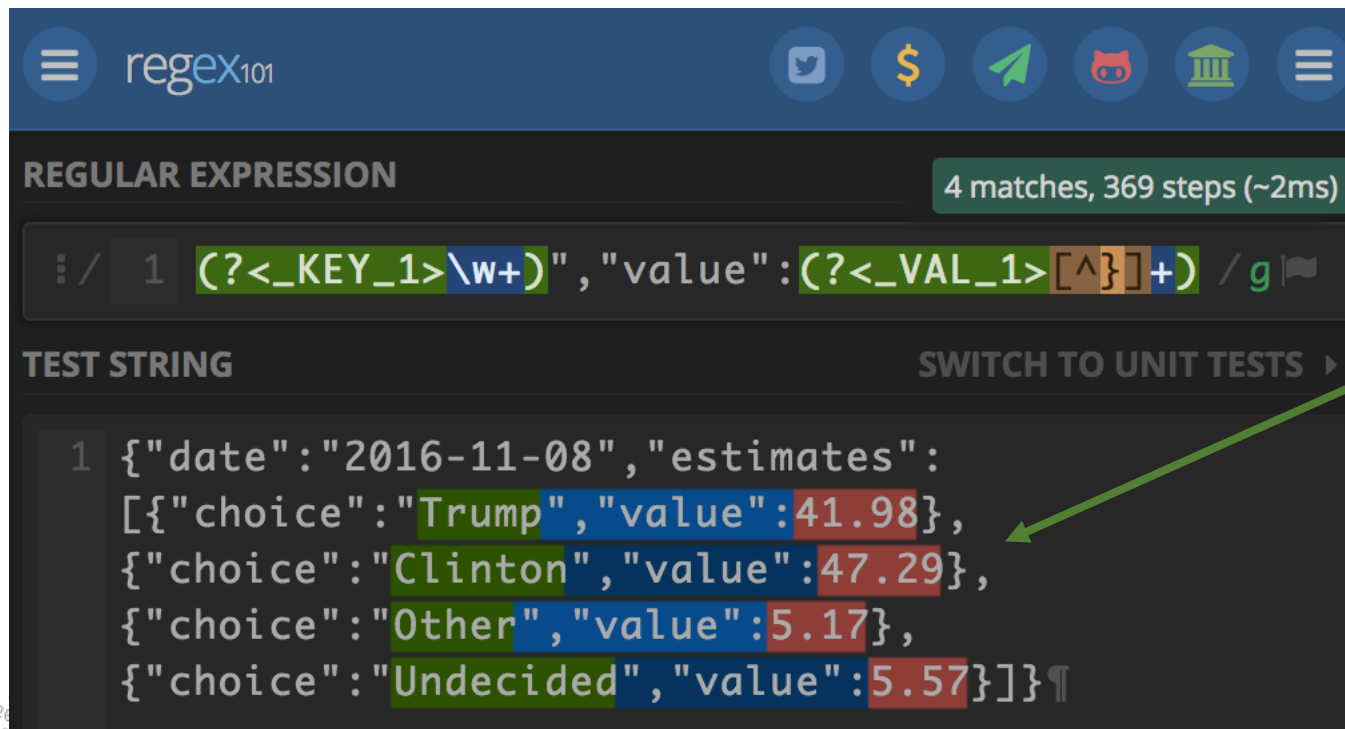 regex101
REGULAR EXPRESSION
4 matches, 369 steps (~2ms)
/ 1 (?<_KEY_1>\w+)","value":(?<_VAL_1>[^}]+) / g
TEST STRING
SWITCH TO UNIT TESTS
1 {"date":"2016-11-08","estimates":
[{"choice":"Trump","value":41.98},
{"choice":"Clinton","value":47.29},
{"choice":"Other","value":5.17},
{"choice":"Undecided","value":5.57}]}¶